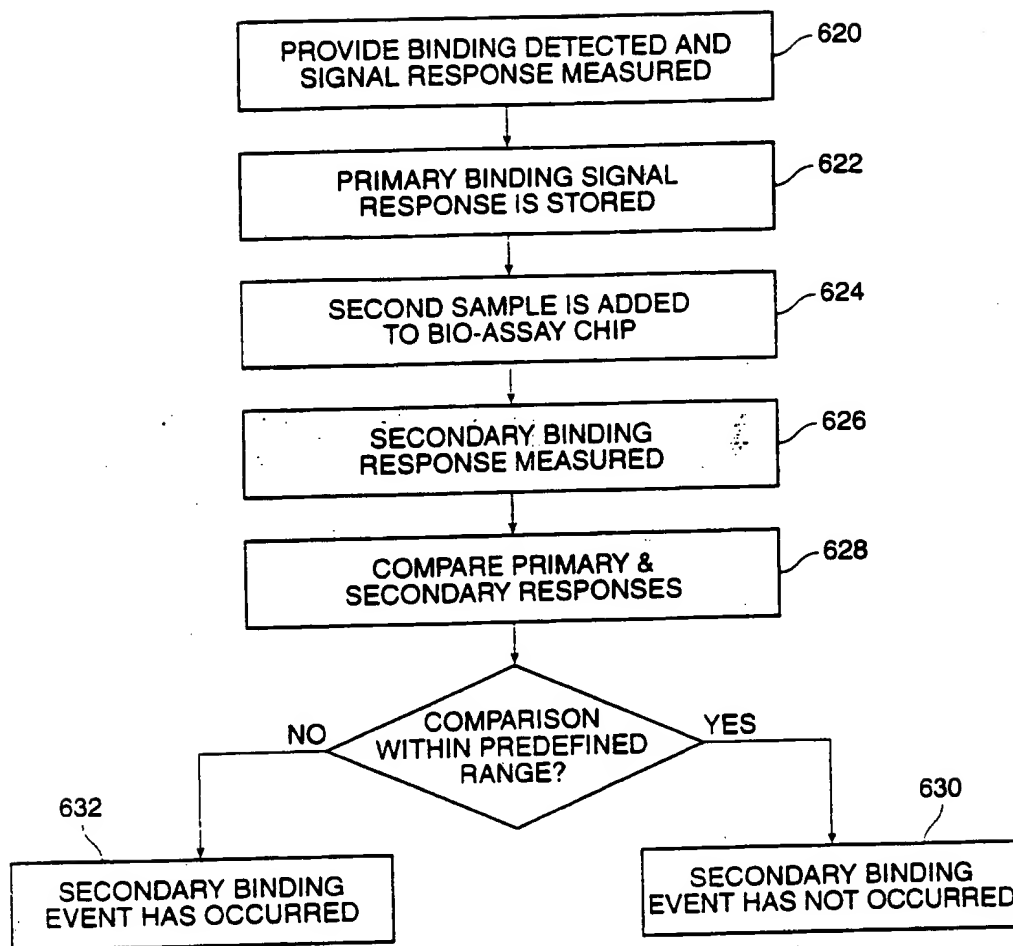 PROVIDE BINDING DETECTED AND
SIGNAL RESPONSE MEASURED
620
PRIMARY BINDING SIGNAL
RESPONSE IS STORED
622
SECOND SAMPLE IS ADDED
TO BIO-ASSAY CHIP
624
SECONDARY BINDING
RESPONSE MEASURED
626
COMPARE PRIMARY &
SECONDARY RESPONSES
628
COMPARISON
WITHIN PREDEFINED
RANGE?
NO
YES
632
SECONDARY BINDING
EVENT HAS OCCURRED
630
SECONDARY BINDING
EVENT HAS NOT OCCURRED